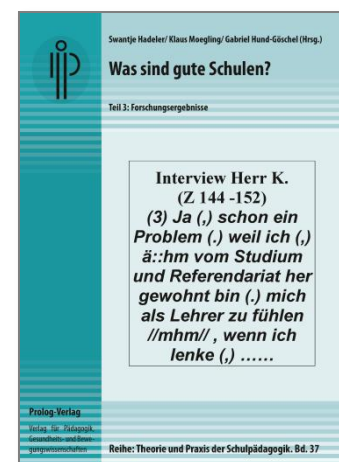 Swantje Hadeler/ Klaus Moegling/ Gabriel Hund-Göschel (Hrsg.)
Was sind gute Schulen?
Teil 3: Forschungsergebnisse
Interview Herr K.
(Z 144 -152)
(3) Ja (,) schon ein
Problem (.) weil ich (,)
ä::hm vom Studium
und Referendariat her
gewohnt bin (.) mich
als Lehrer zu fühlen
//mhm// , wenn ich
lenke (,) ......
Prolog-Verlag
Verlag für Pädagogik,
Gesundheits- und Bewe-
gungswissenschaften
Reihe: Theorie und Praxis der Schulpädagogik. Bd. 37